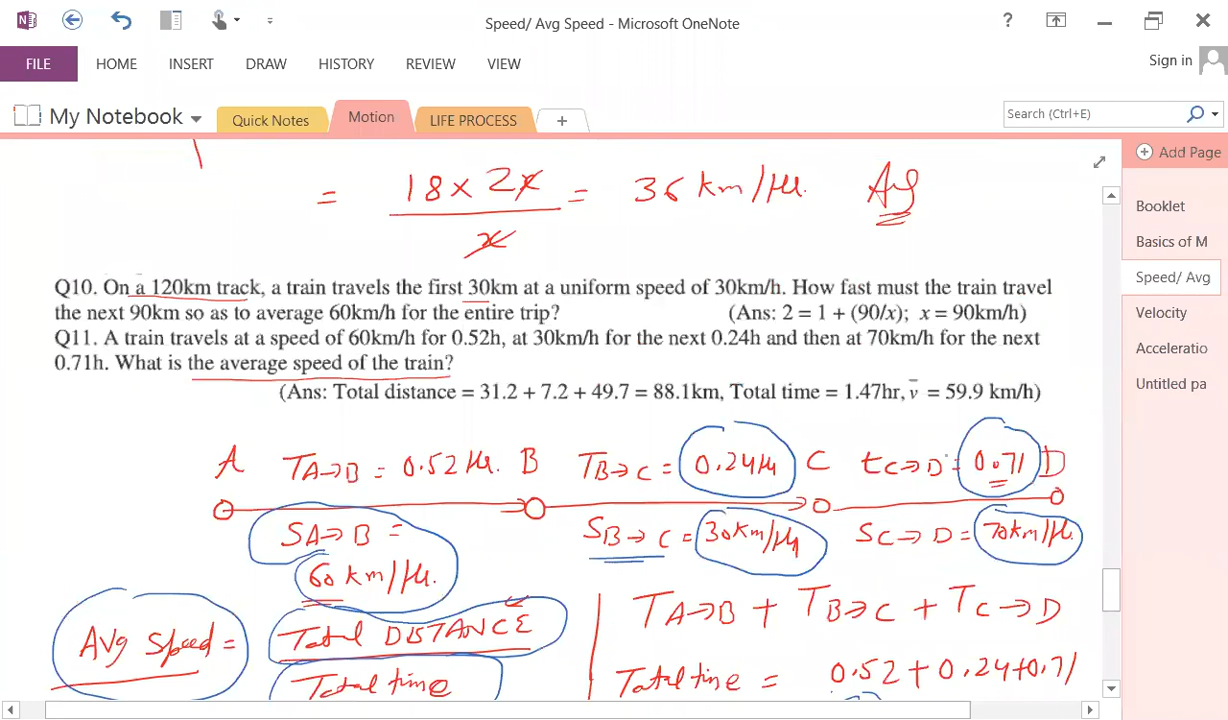 Speed/ Avg Speed - Microsoft OneNote
?
FILE HOME INSERT DRAW HISTORY REVIEW VIEW
Sign in
My Notebook Quick Notes Motion LIFE PROCESS +
Search (Ctrl+E)
Add Page
Booklet
Basics of M
Speed/ Avg
Velocity
Acceleratio
Untitled pa
= 18 x 2x / x = 36 km/Hr. Avg
Q10. On a 120km track, a train travels the first 30km at a uniform speed of 30km/h. How fast must the train travel
the next 90km so as to average 60km/h for the entire trip? (Ans: 2 = 1 + (90/x); x = 90km/h)
Q11. A train travels at a speed of 60km/h for 0.52h, at 30km/h for the next 0.24h and then at 70km/h for the next
0.71h. What is the average speed of the train?
(Ans: Total distance = 31.2 + 7.2 + 49.7 = 88.1km, Total time = 1.47hr, v̅ = 59.9 km/h)
A TA→B = 0.52 Hr. B TB→C = 0.24 Hr C tC→D = 0.71 D
SA→B = SB→C = 30km/Hr SC→D = 70km/Hr.
60 km/Hr.
TA→B + TB→C + TC→D
Avg Speed = Total DISTANCE
Total time
Total time = 0.52 + 0.24 + 0.71